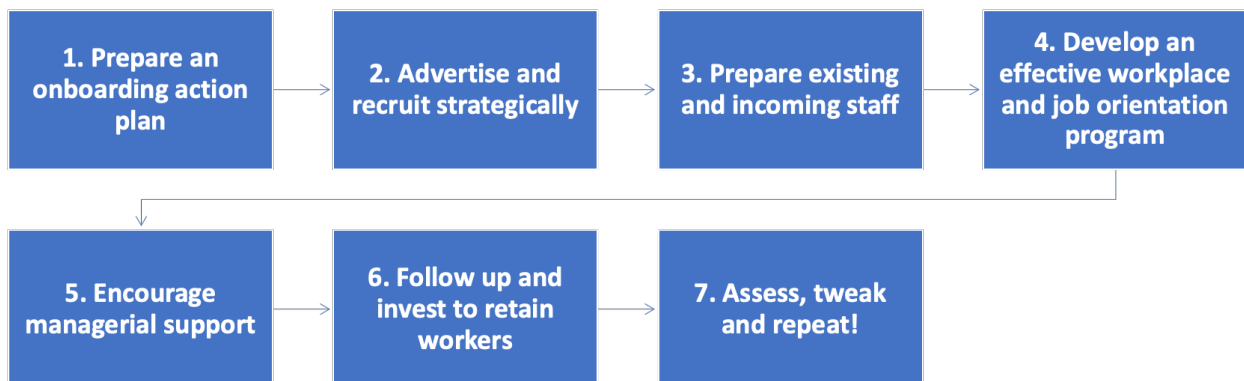 1. Prepare an
onboarding action
plan
2. Advertise and
recruit strategically
3. Prepare existing
and incoming staff
4. Develop an
effective workplace
and job orientation
program
5. Encourage
managerial support
6. Follow up and
invest to retain
workers
7. Assess, tweak
and repeat!